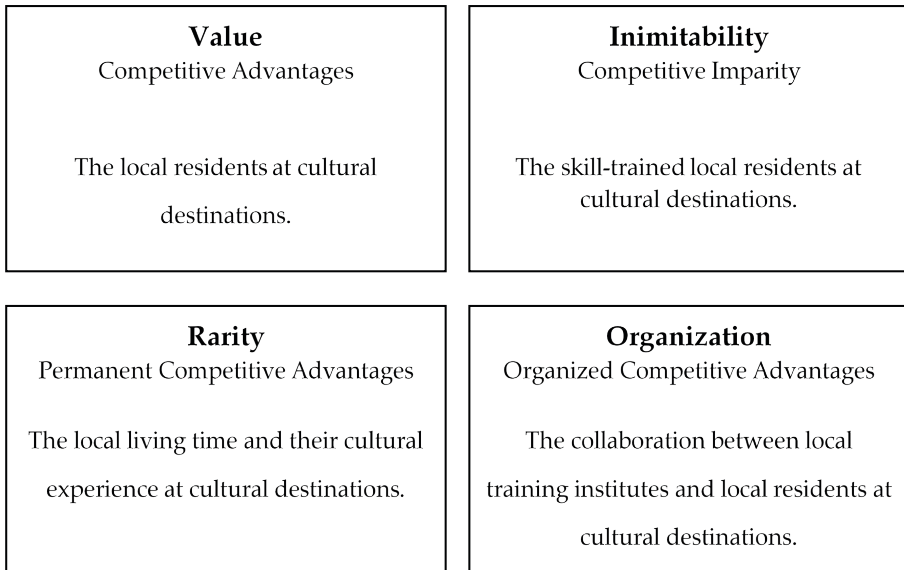 Value
Competitive Advantages
The local residents at cultural
destinations.
Inimitability
Competitive Imparity
The skill-trained local residents at
cultural destinations.
Rarity
Permanent Competitive Advantages
The local living time and their cultural
experience at cultural destinations.
Organization
Organized Competitive Advantages
The collaboration between local
training institutes and local residents at
cultural destinations.